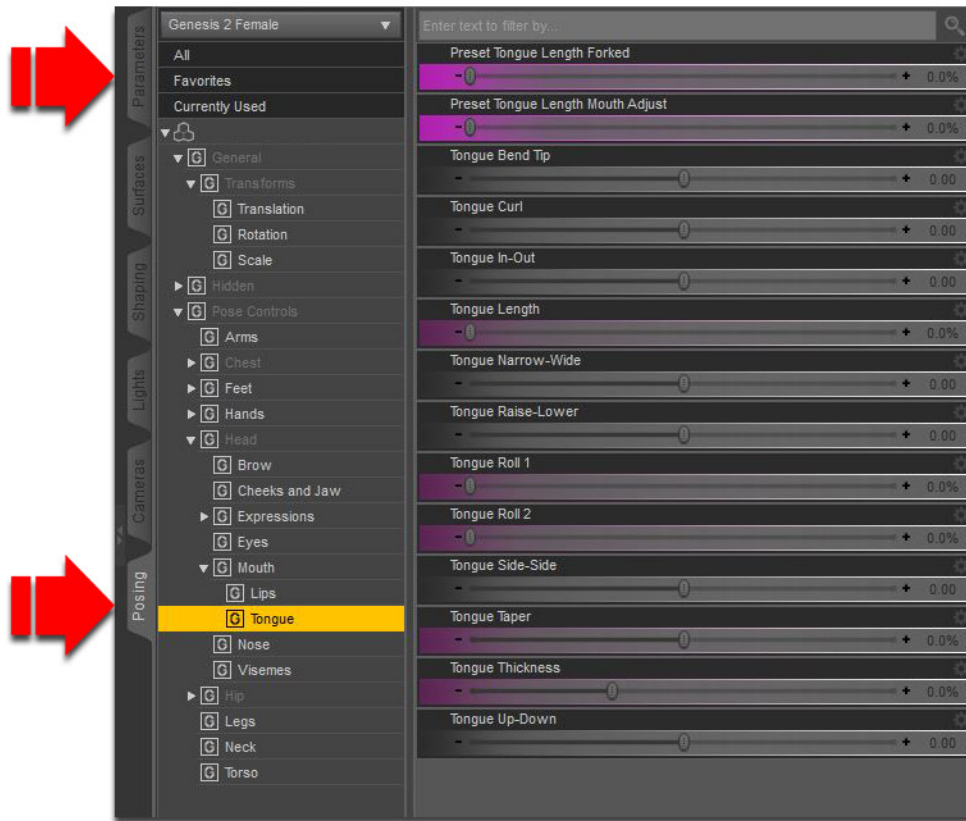 Parameters
Surfaces
Shaping
Lights
Cameras
Posing
Genesis 2 Female
All
Favorites
Currently Used
G General
G Transforms
G Translation
G Rotation
G Scale
G Hidden
G Pose Controls
G Arms
G Chest
G Feet
G Hands
G Head
G Brow
G Cheeks and Jaw
G Expressions
G Eyes
G Mouth
G Lips
G Tongue
G Nose
G Visemes
G Hip
G Legs
G Neck
G Torso
Enter text to filter by...
Preset Tongue Length Forked
- + 0.0%
Preset Tongue Length Mouth Adjust
- + 0.0%
Tongue Bend Tip
- + 0.00
Tongue Curl
- + 0.00
Tongue In-Out
- + 0.00
Tongue Length
- + 0.0%
Tongue Narrow-Wide
- + 0.00
Tongue Raise-Lower
- + 0.00
Tongue Roll 1
- + 0.0%
Tongue Roll 2
- + 0.0%
Tongue Side-Side
- + 0.00
Tongue Taper
- + 0.0%
Tongue Thickness
- + 0.0%
Tongue Up-Down
- + 0.00